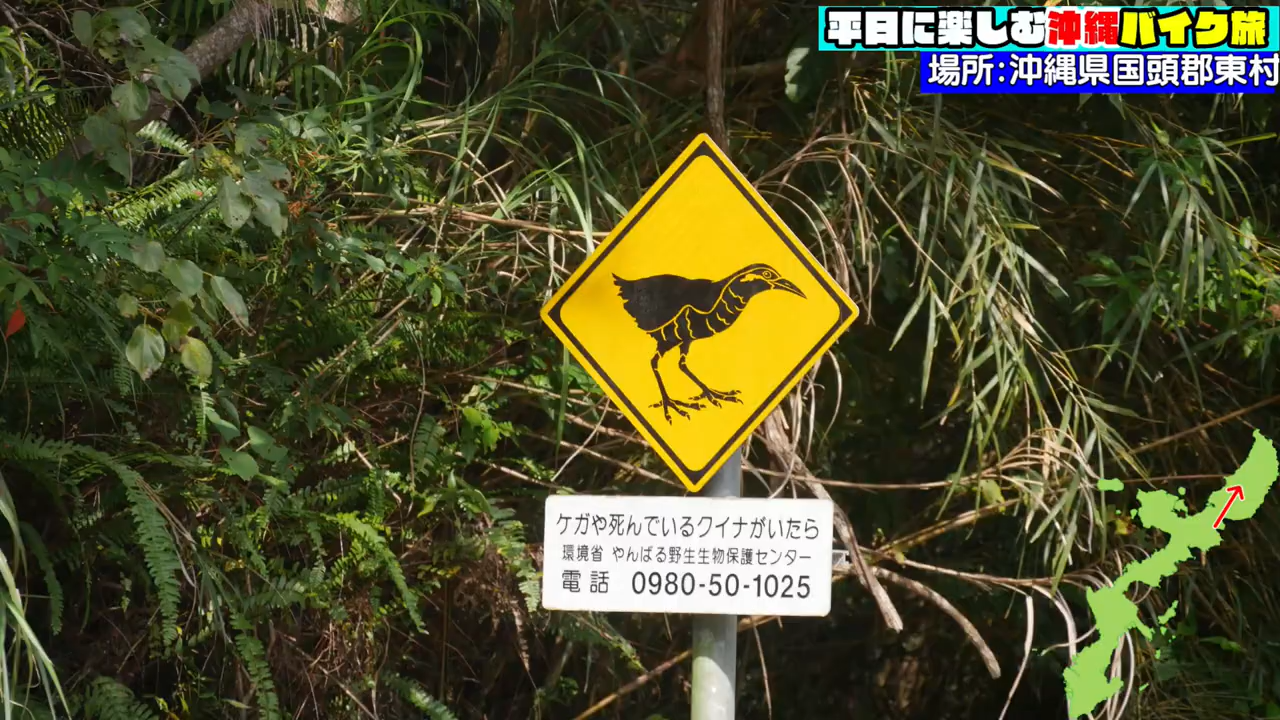 平日に楽しむ沖縄バイク旅
場所:沖縄県国頭郡東村
ケガや死んでいるクイナがいたら
環境省 やんばる野生生物保護センター
電話 0980-50-1025